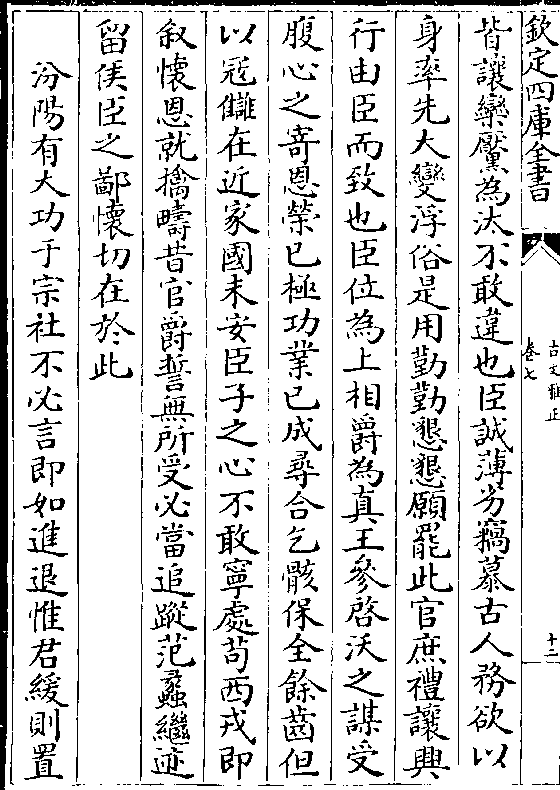 欽定四庫全書
古文雅正
卷七
十二
皆讓欒黶為汰不敢違也臣誠薄劣竊慕古人務欲以
身率先大變浮俗是用勤勤懇懇願罷此官庶禮讓興
行由臣而致也臣位為上相爵為真王參啓沃之謀受
腹心之寄恩榮已極功業已成尋合乞骸保全餘齒但
以冦讎在近家國未安臣子之心不敢寧處苟西戎即
叙懷恩就擒疇昔官爵誓無所受必當追蹤范蠡繼迹
留侯臣之鄙懷切在於此
汾陽有大功于宗社不必言即如進退惟君緩則置